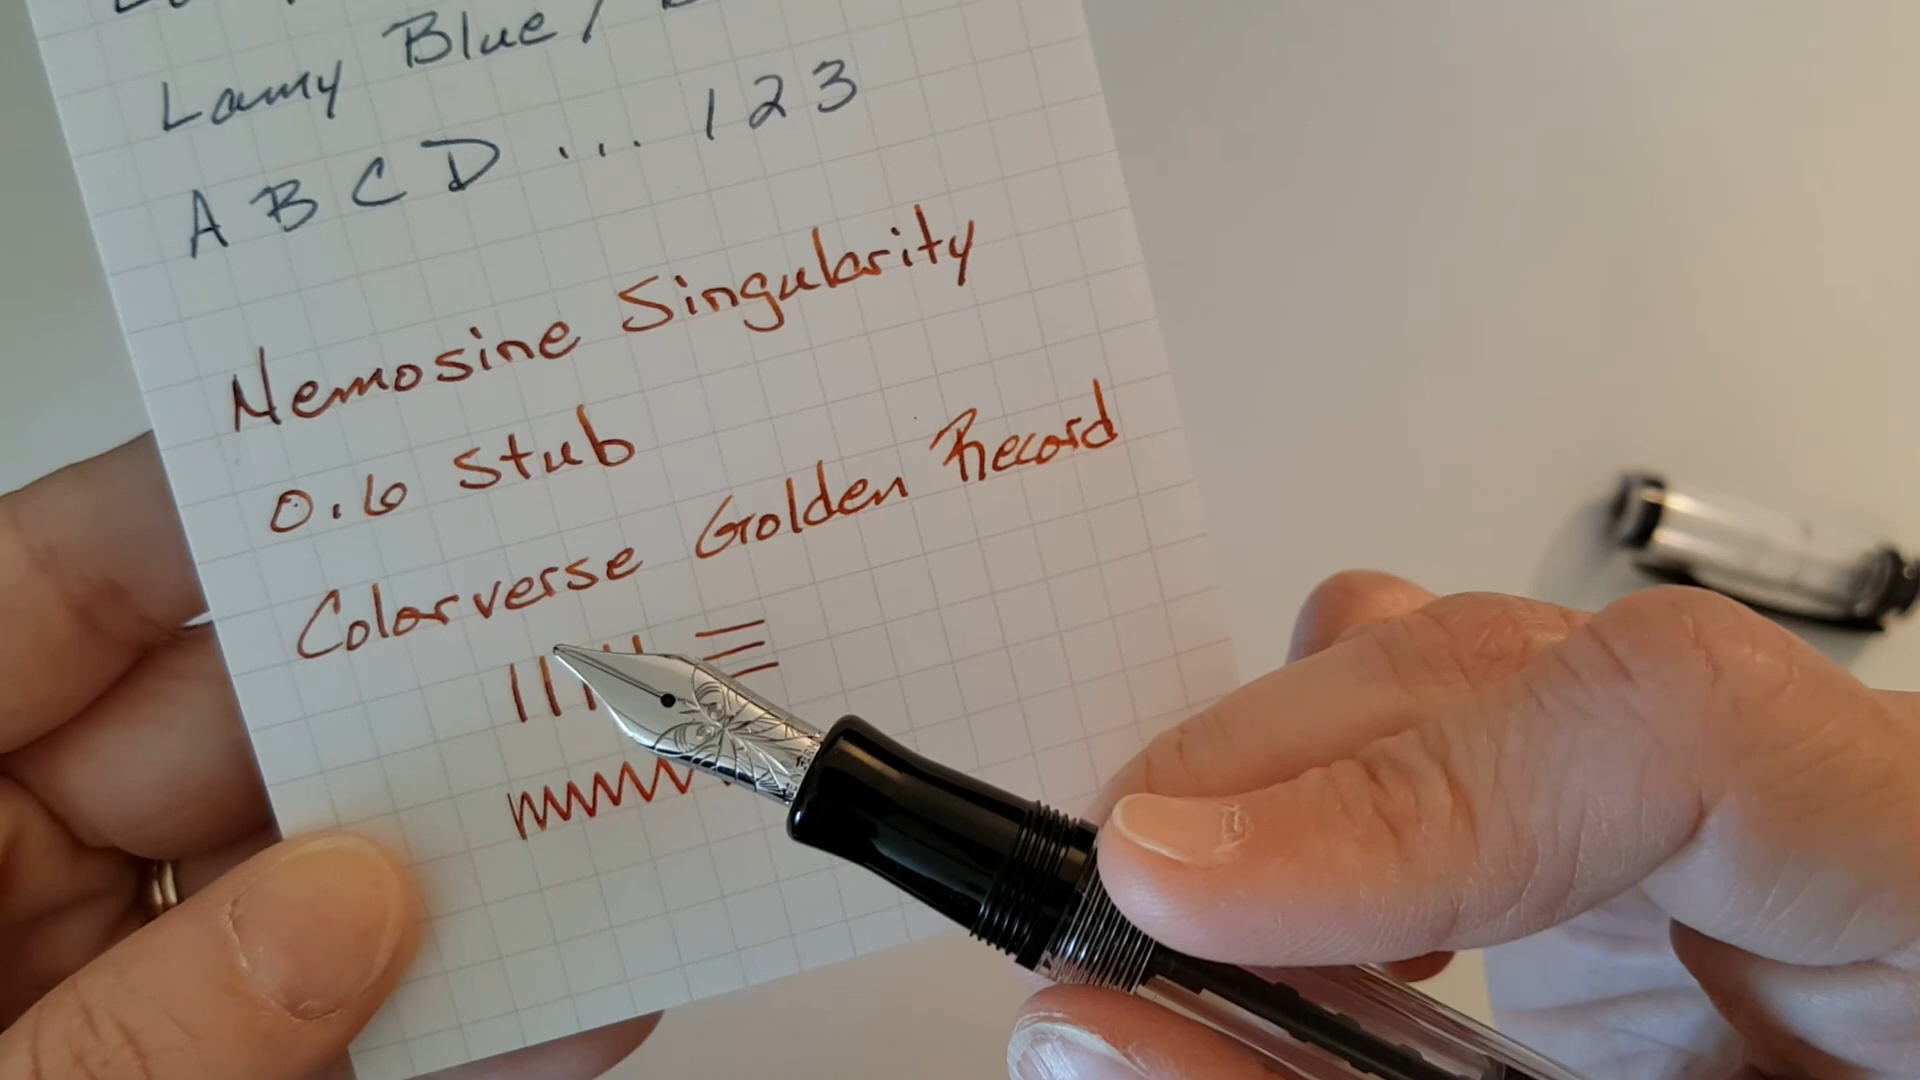 Lamy Blue /
A B C D ... 1 2 3
Nemosine Singularity
0.6 Stub
Colorverse Golden Record